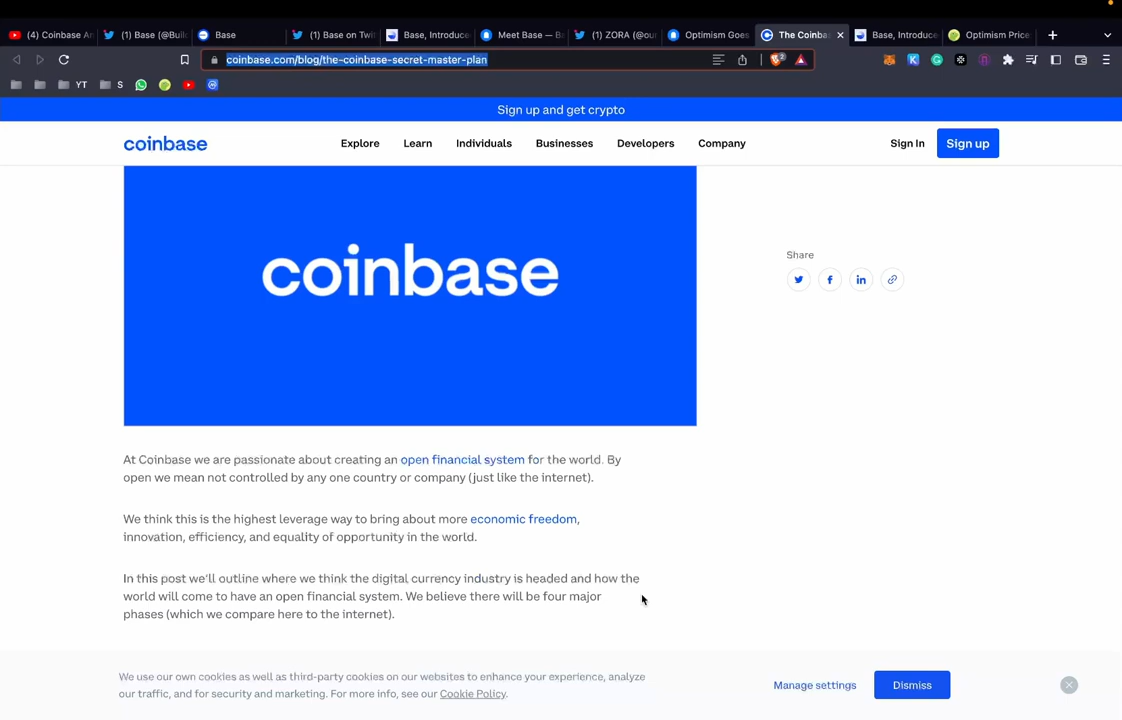 (4) Coinbase An
(1) Base (@Buil
Base
(1) Base on Twi
Base, Introduce
Meet Base — B
(1) ZORA (@ou
Optimism Goes
The Coinba
Base, Introduce
Optimism Price
coinbase.com/blog/the-coinbase-secret-master-plan
2
YT
S
Sign up and get crypto
coinbase
Explore
Learn
Individuals
Businesses
Developers
Company
Sign In
Sign up
coinbase
Share
At Coinbase we are passionate about creating an open financial system for the world. By
open we mean not controlled by any one country or company (just like the internet).
We think this is the highest leverage way to bring about more economic freedom,
innovation, efficiency, and equality of opportunity in the world.
In this post we'll outline where we think the digital currency industry is headed and how the
world will come to have an open financial system. We believe there will be four major
phases (which we compare here to the internet).
We use our own cookies as well as third-party cookies on our websites to enhance your experience, analyze
our traffic, and for security and marketing. For more info, see our Cookie Policy.
Manage settings
Dismiss